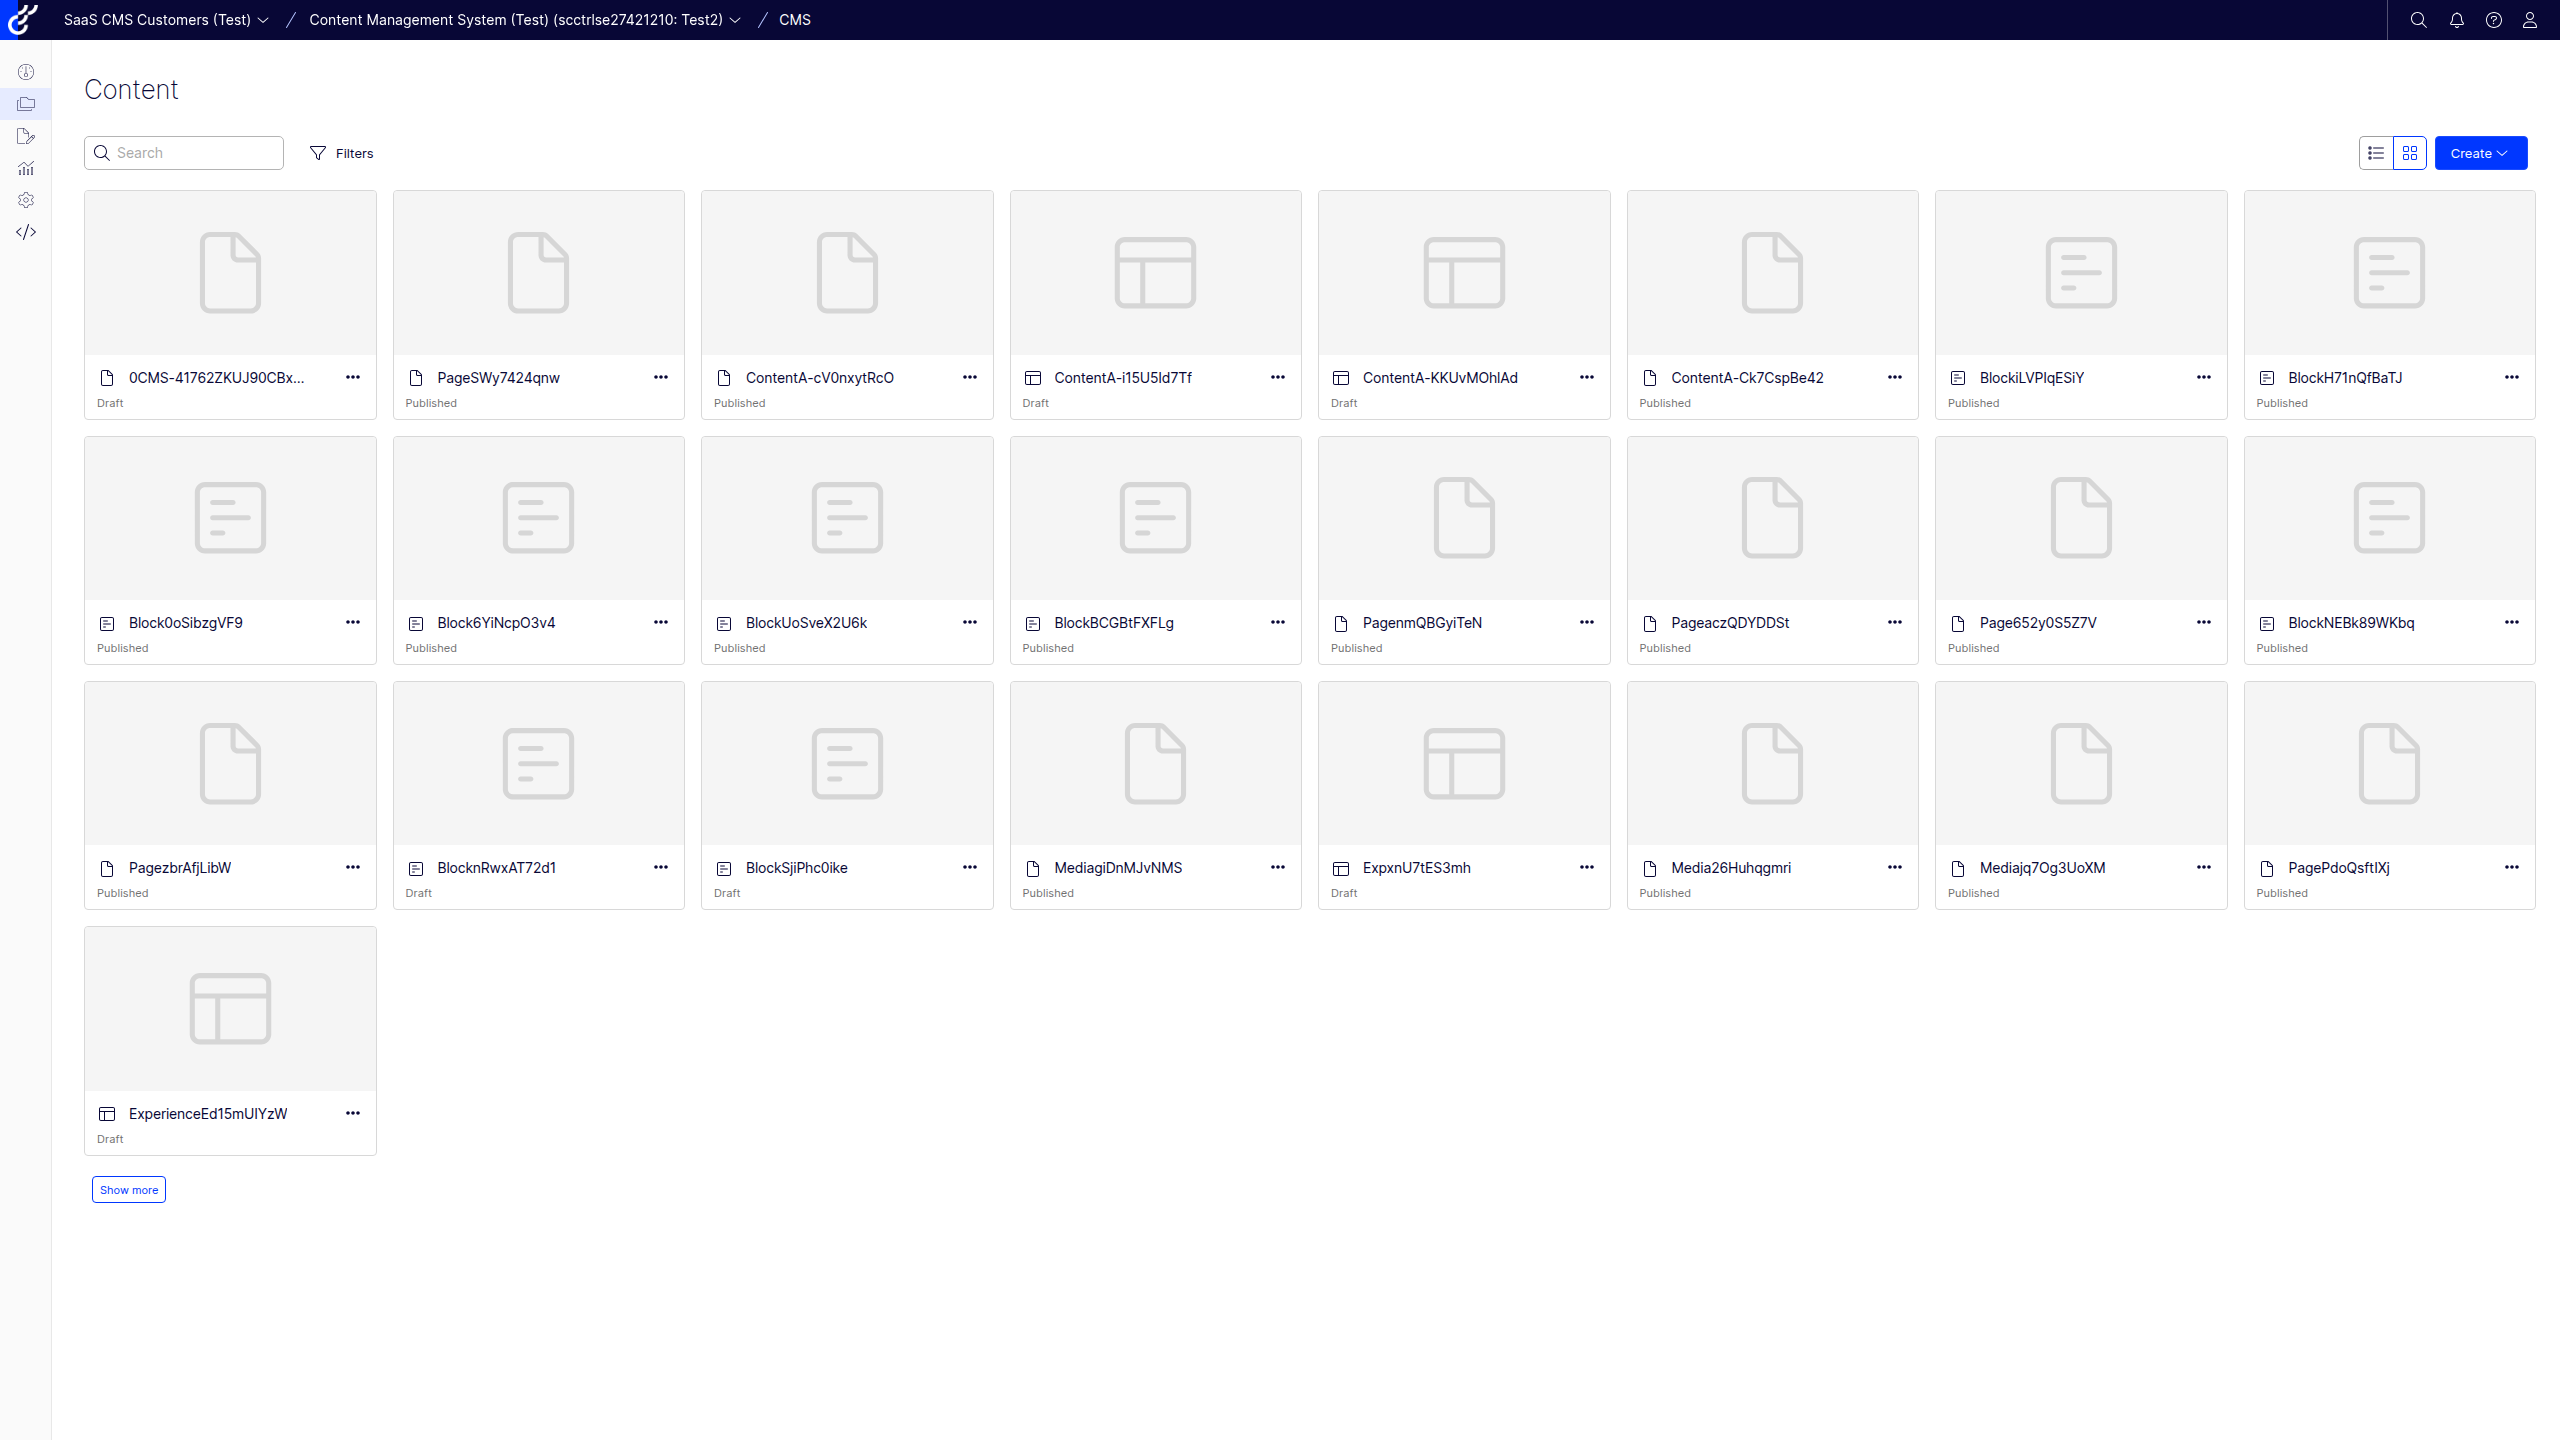 SaaS CMS Customers (Test) / Content Management System (Test) (scctrlse27421210: Test2) / CMS
Content
Search
Filters
Create
0CMS-41762ZKUJ90CBx...
Draft
PageSWy7424qnw
Published
ContentA-cV0nxytRcO
Published
ContentA-i15U5Id7Tf
Draft
ContentA-KKUvMOhlAd
Draft
ContentA-Ck7CspBe42
Published
BlockiLVPIqESiY
Published
BlockH71nQfBaTJ
Published
Block0oSibzgVF9
Published
Block6YiNcpO3v4
Published
BlockUoSveX2U6k
Published
BlockBCGBtFXFLg
Published
PagenmQBGyiTeN
Published
PageaczQDYDDSt
Published
Page652y0S5Z7V
Published
BlockNEBk89WKbq
Published
PagezbrAfjLibW
Published
BlocknRwxAT72d1
Draft
BlockSjiPhc0ike
Draft
MediagiDnMJvNMS
Published
ExpxnU7tES3mh
Draft
Media26Huhqgmri
Published
Mediajq7Og3UoXM
Published
PagePdoQsftIXj
Published
ExperienceEd15mUIYzW
Draft
Show more